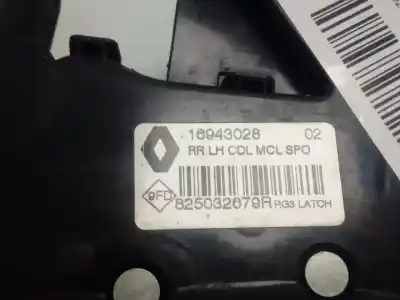 16943028 02
RR LH CDL MCL SPO
9FD 825032679R RG3 LATCH